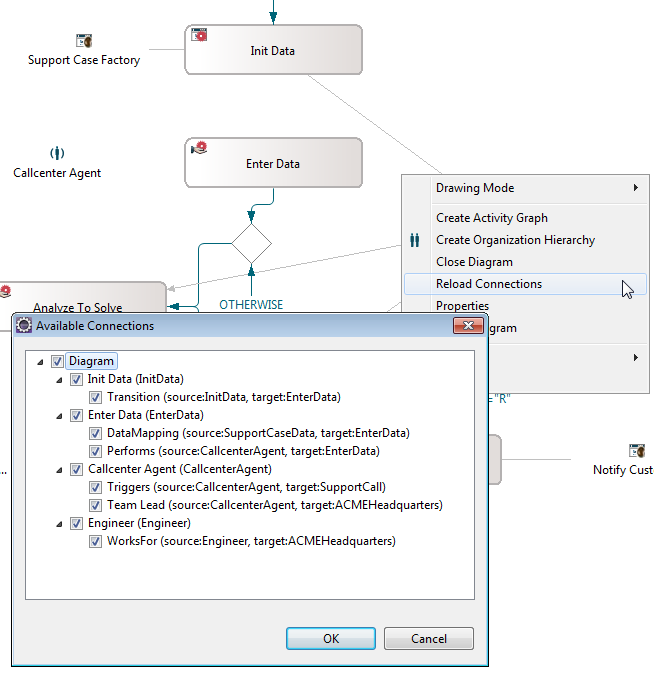 Init Data
Support Case Factory
Enter Data
Callcenter Agent
Drawing Mode
Create Activity Graph
Create Organization Hierarchy
Close Diagram
Reload Connections
Properties
gram
Analyze To Solve
OTHERWISE
="R"
Notify Cust
...
Available Connections
Diagram
Init Data (InitData)
Transition (source:InitData, target:EnterData)
Enter Data (EnterData)
DataMapping (source:SupportCaseData, target:EnterData)
Performs (source:CallcenterAgent, target:EnterData)
Callcenter Agent (CallcenterAgent)
Triggers (source:CallcenterAgent, target:SupportCall)
Team Lead (source:CallcenterAgent, target:ACMEHeadquarters)
Engineer (Engineer)
WorksFor (source:Engineer, target:ACMEHeadquarters)
OK
Cancel